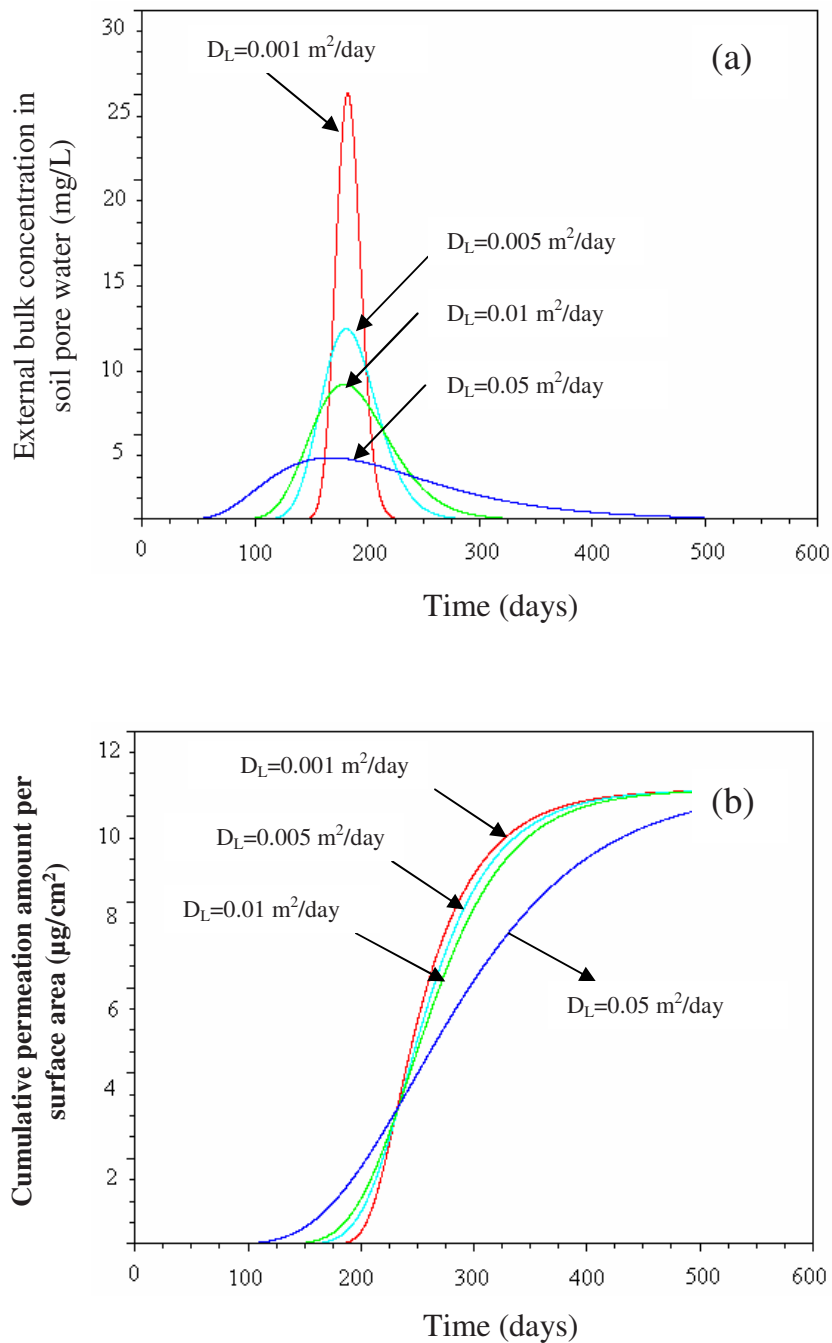 30
25
20
15
10
5
External bulk concentration in
soil pore water (mg/L)
(a)
D_L=0.001 m²/day
D_L=0.005 m²/day
D_L=0.01 m²/day
D_L=0.05 m²/day
0 100 200 300 400 500 600
Time (days)
12
10
8
6
4
2
Cumulative permeation amount per
surface area (µg/cm²)
(b)
D_L=0.001 m²/day
D_L=0.005 m²/day
D_L=0.01 m²/day
D_L=0.05 m²/day
0 100 200 300 400 500 600
Time (days)